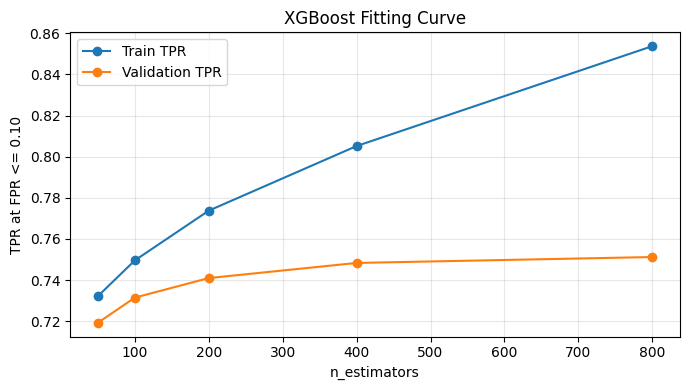 XGBoost Fitting Curve
Train TPR
Validation TPR
TPR at FPR <= 0.10
0.86
0.84
0.82
0.80
0.78
0.76
0.74
0.72
100 200 300 400 500 600 700 800
n_estimators